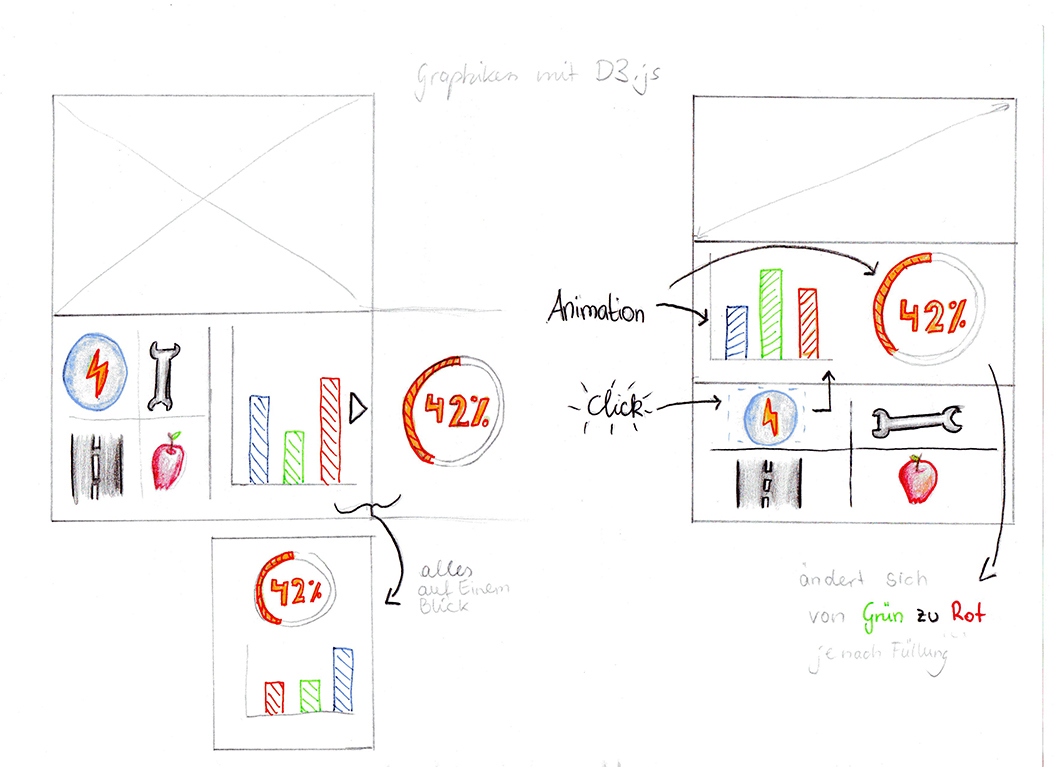 Graphiken mit D3.js
42%
alles
auf Einem
Blick
42%
Animation
Click
42%
ändert sich
von Grün zu Rot
je nach Füllung